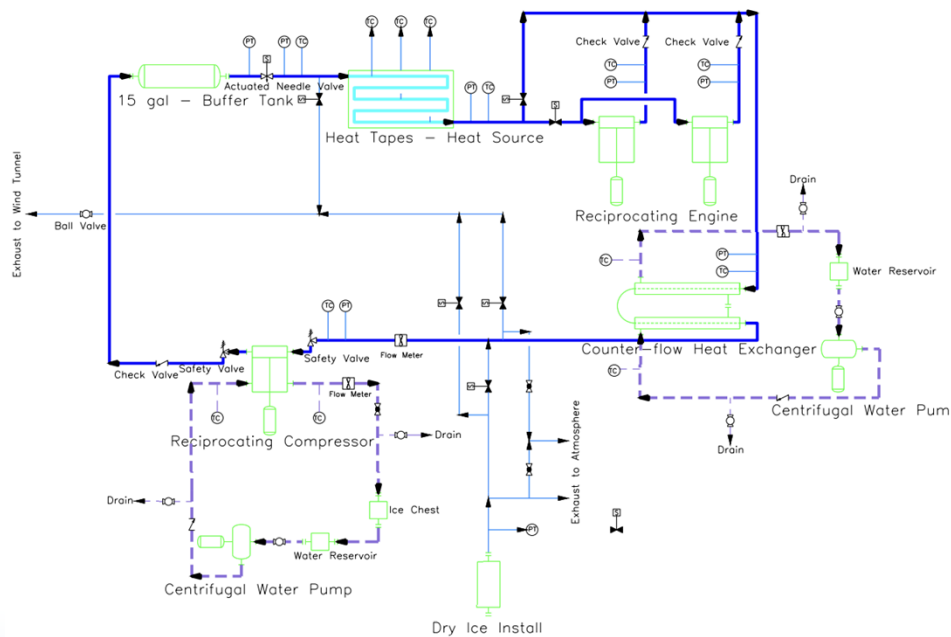 TC
TC
TC
PT
S
PT
TC
Check Valve
Check Valve
TC
PT
TC
PT
Actuated
Needle Valve
15 gal - Buffer Tank
S
PT
TC
S
S
Heat Tapes - Heat Source
Drain
Reciprocating Engine
Exhaust to Wind Tunnel
Ball Valve
PT
TC
TC
Water Reservoir
S
S
TC
PT
Safety Valve
Flow Meter
Counter-flow Heat Exchanger
Check Valve
Safety Valve
S
TC
Flow Meter
TC
TC
Centrifugal Water Pum
Reciprocating Compressor
Drain
Drain
Exhaust to Atmosphere
Drain
Ice Chest
S
PT
Water Reservoir
Centrifugal Water Pump
Dry Ice Install